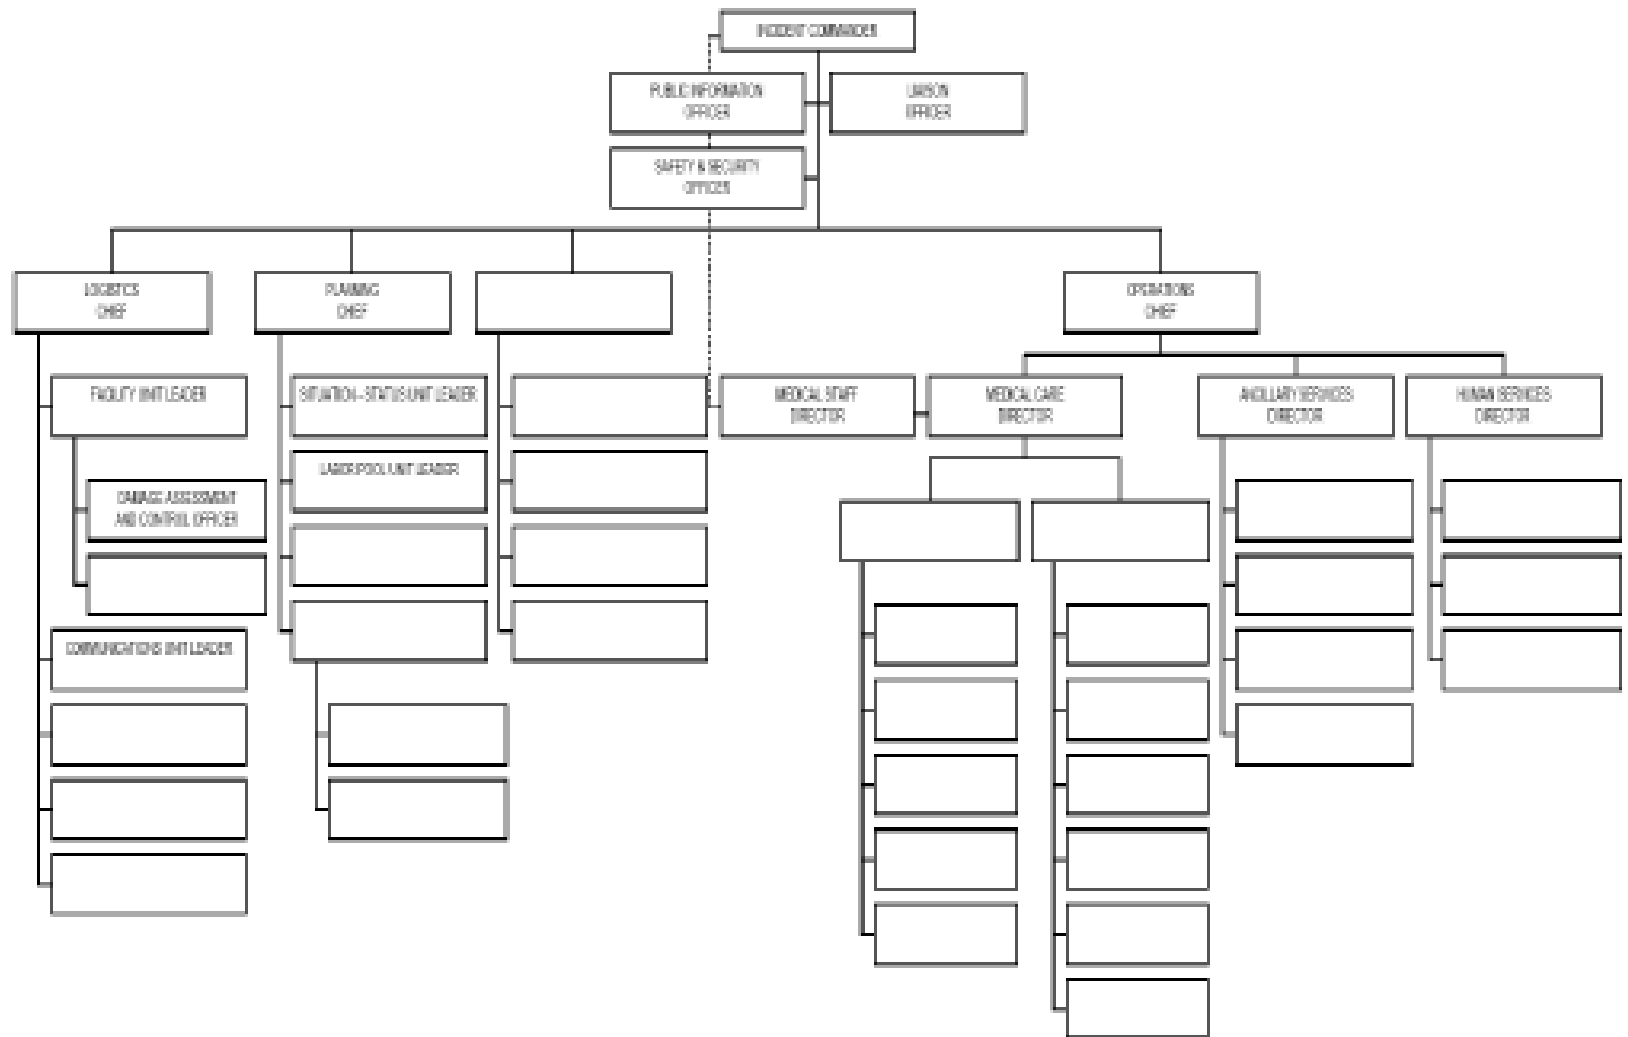 INCIDENT COMMANDER
PUBLIC INFORMATION
OFFICER
LIAISON
OFFICER
SAFETY & SECURITY
OFFICER
LOGISTICS
CHIEF
PLANNING
CHIEF
OPERATIONS
CHIEF
FACILITY UNIT LEADER
SITUATION-STATUS UNIT LEADER
MEDICAL STAFF
DIRECTOR
MEDICAL CARE
DIRECTOR
ANCILLARY SERVICES
DIRECTOR
HUMAN SERVICES
DIRECTOR
LABOR POOL UNIT LEADER
DAMAGE ASSESSMENT
AND CONTROL OFFICER
COMMUNICATIONS UNIT LEADER